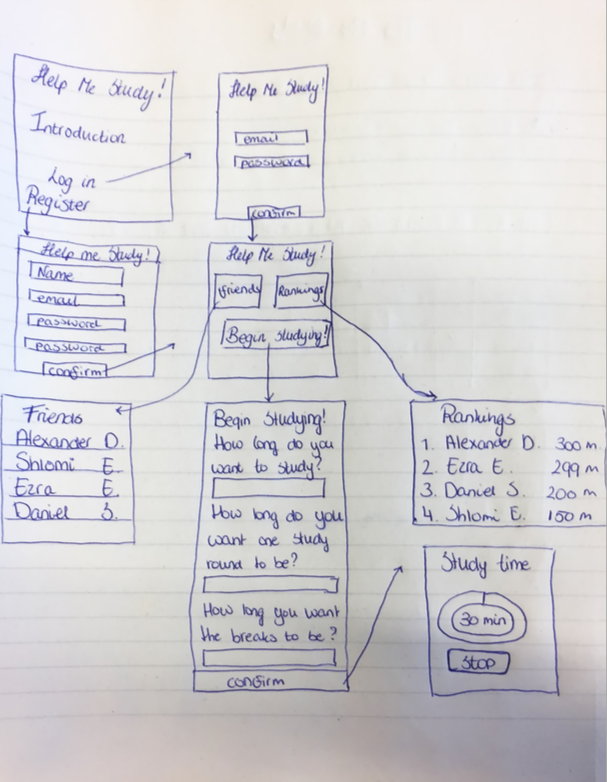 Help Me Study!
Introduction
Log in
Register
Help Me Study!
email
password
confirm
Help me Study!
Name
email
password
password
confirm
Help Me Study!
friends
Rankings
Begin studying!
Friends
Alexander D.
Shlomi E.
Ezra E.
Daniel S.
Begin Studying!
How long do you
want to study?
How long do you
want one study
round to be?
How long you want
the breaks to be?
confirm
Rankings
1. Alexander D. 300 m
2. Ezra E. 299 m
3. Daniel S. 200 m
4. Shlomi E. 150 m
Study time
30 min
Stop